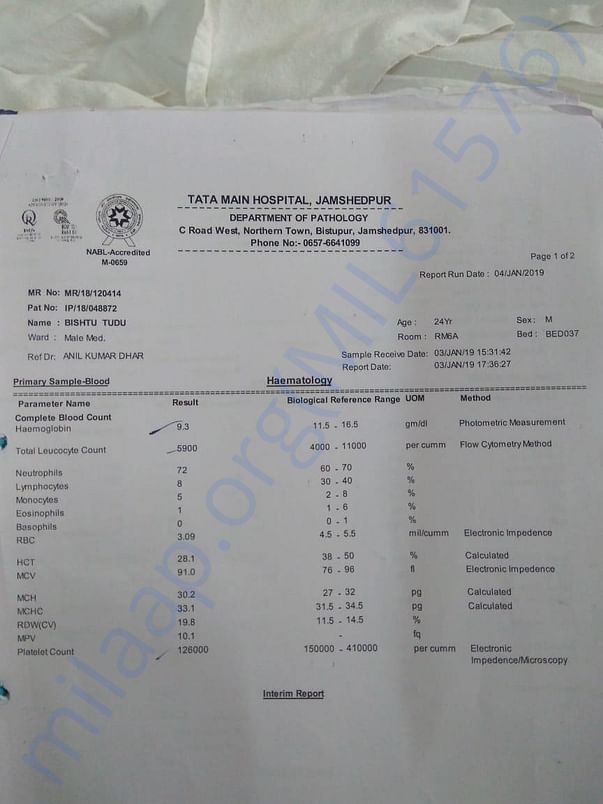 TATA MAIN HOSPITAL, JAMSHEDPUR
DEPARTMENT OF PATHOLOGY
C Road West, Northern Town, Bistupur, Jamshedpur, 831001.
Phone No:- 0657-6641099
NABL-Accredited
M-0659
Page 1 of 2
Report Run Date : 04/JAN/2019
MR No: MR/18/120414
Pat No: IP/18/048872
Name : BISHTU TUDU Age : 24Yr Sex : M
Ward : Male Med. Room : RM6A Bed : BED037
Ref Dr: ANIL KUMAR DHAR Sample Receive Date: 03/JAN/19 15:31:42
Report Date: 03/JAN/19 17:36:27
Primary Sample-Blood Haematology
Parameter Name Result Biological Reference Range UOM Method
Complete Blood Count
Haemoglobin 9.3 11.5 - 16.5 gm/dl Photometric Measurement
Total Leucocyte Count 5900 4000 - 11000 per cumm Flow Cytometry Method
Neutrophils 72 60 - 70 %
Lymphocytes 8 30 - 40 %
Monocytes 5 2 - 8 %
Eosinophils 1 1 - 6 %
Basophils 0 0 - 1 %
RBC 3.09 4.5 - 5.5 mil/cumm Electronic Impedence
HCT 28.1 38 - 50 % Calculated
MCV 91.0 76 - 96 fl Electronic Impedence
MCH 30.2 27 - 32 pg Calculated
MCHC 33.1 31.5 - 34.5 pg Calculated
RDW(CV) 19.8 11.5 - 14.5 %
MPV 10.1 - fq
Platelet Count 126000 150000 - 410000 per cumm Electronic
Impedence/Microscopy
Interim Report
milaap.org(MIL61576)